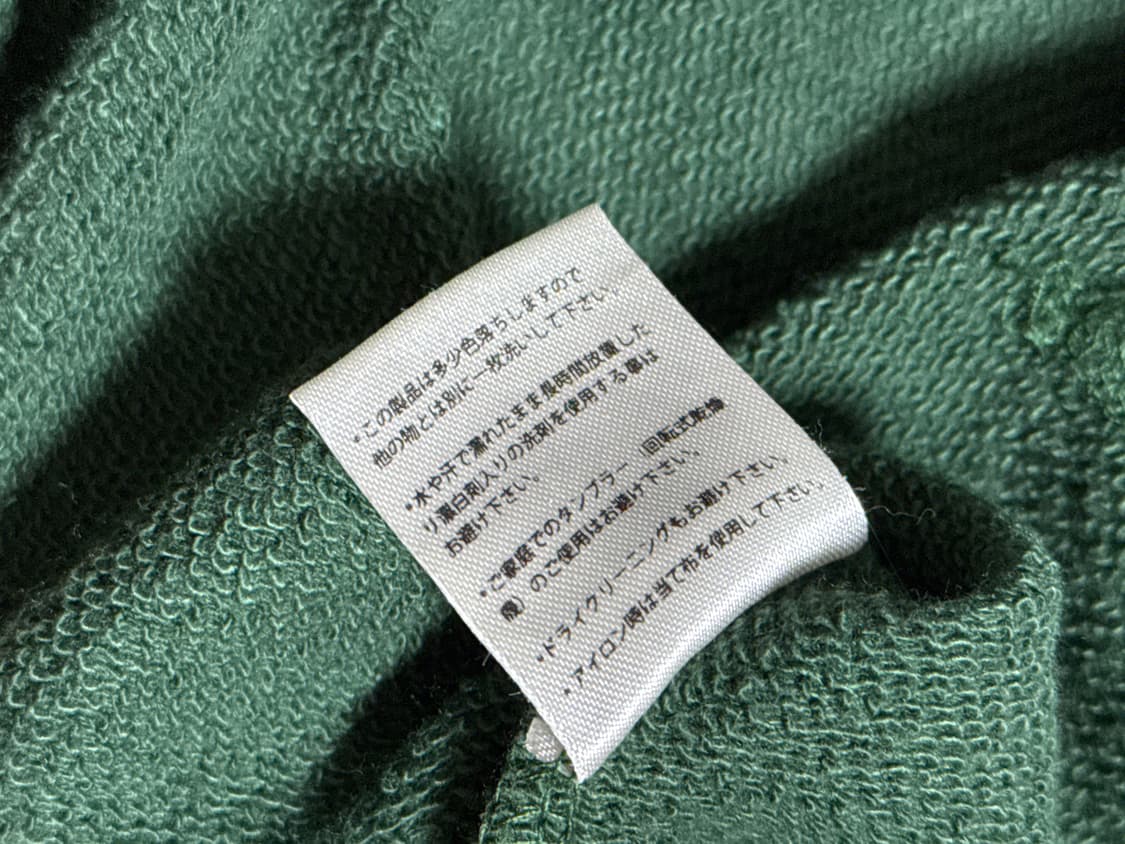 ・この製品は多少色落ちしますので
他の物とは別に一枚洗いして下さい。
・水や汗で濡れたまま長時間放置した
り漂白剤入りの洗剤を使用する事は
お避け下さい。
・ご家庭でのタンブラー（回転式乾燥
機）のご使用はお避け下さい。
・ドライクリーニングもお避け下さい。
・アイロン時は当て布を使用して下さい。